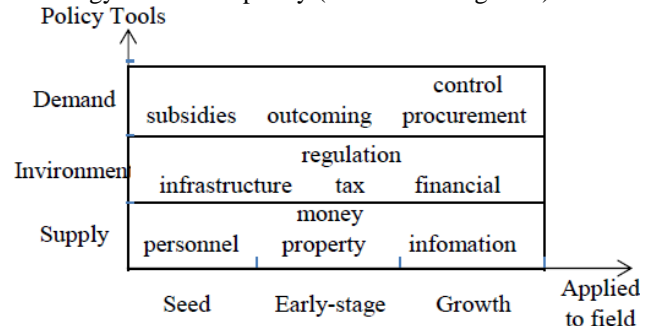 Policy Tools
control
Demand
subsidies outcoming procurement
regulation
Invironment
infrastructure tax financial
money
Supply
personnel property infomation
Seed Early-stage Growth
Applied
to field